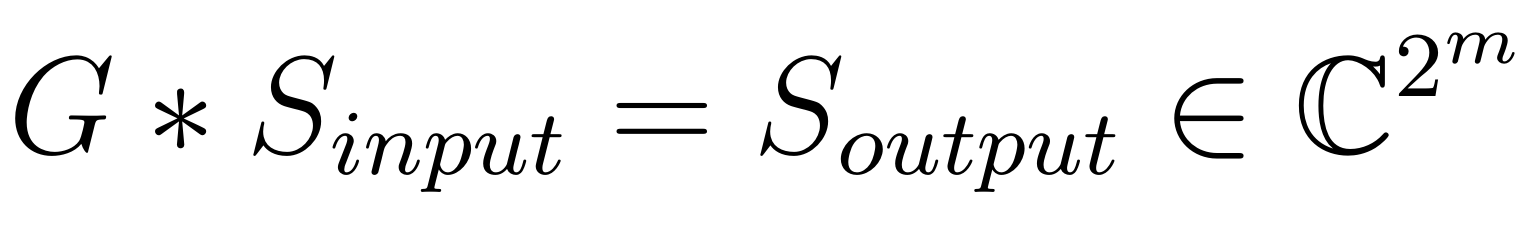 G * S_{input} = S_{output} ∈ ℂ^{2^m}